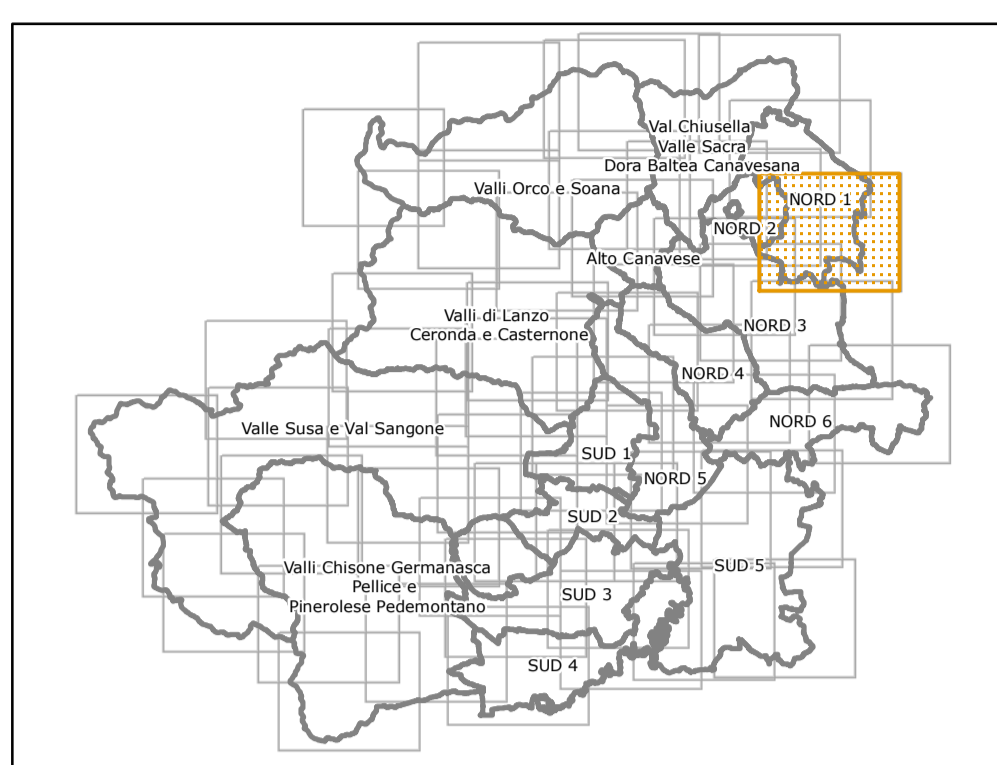 Val Chiusella
Valle Sacra
Dora Baltea Canavesana
Valli Orco e Soana
NORD 1
NORD 2
Alto Canavese
Valli di Lanzo
Ceronda e Casternone
NORD 3
NORD 4
NORD 6
Valle Susa e Val Sangone
SUD 1
NORD 5
SUD 2
Valli Chisone Germanasca
Pellice e
Pinerolese Pedemontano
SUD 5
SUD 3
SUD 4